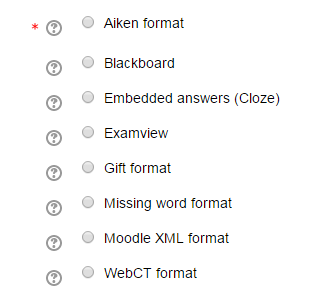 * Aiken format
Blackboard
Embedded answers (Cloze)
Examview
Gift format
Missing word format
Moodle XML format
WebCT format